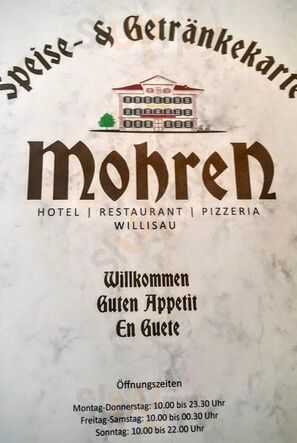 Speise- & Getränkekarte
Mohren
HOTEL | RESTAURANT | PIZZERIA
WILLISAU
Willkommen
Guten Appetit
En Guete
Öffnungszeiten
Montag-Donnerstag: 10.00 bis 23.30 Uhr
Freitag-Samstag: 10.00 bis 00.30 Uhr
Sonntag: 10.00 bis 22.00 Uhr